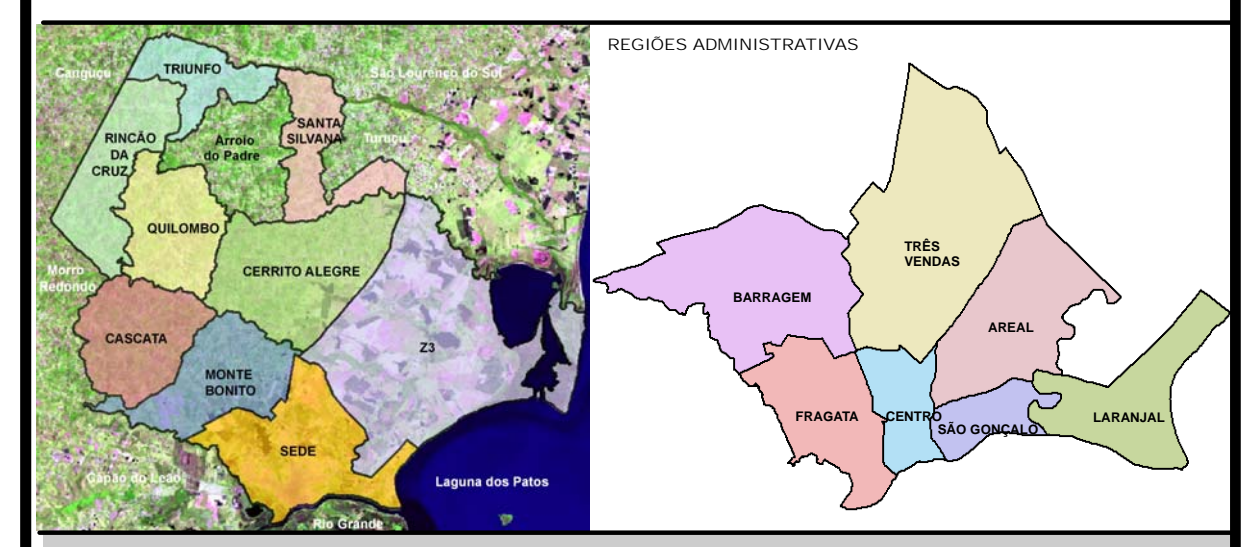 Canguçu
TRIUNFO
São Lourenço do Sul
RINCÃO
DA
CRUZ
Arroio
do Padre
SANTA
SILVANA
Turuçu
QUILOMBO
CERRITO ALEGRE
Morro
Redondo
CASCATA
Z3
MONTE
BONITO
SEDE
Capão do Leão
Laguna dos Patos
Rio Grande
REGIÕES ADMINISTRATIVAS
TRÊS
VENDAS
BARRAGEM
AREAL
FRAGATA
CENTRO
SÃO GONÇALO
LARANJAL